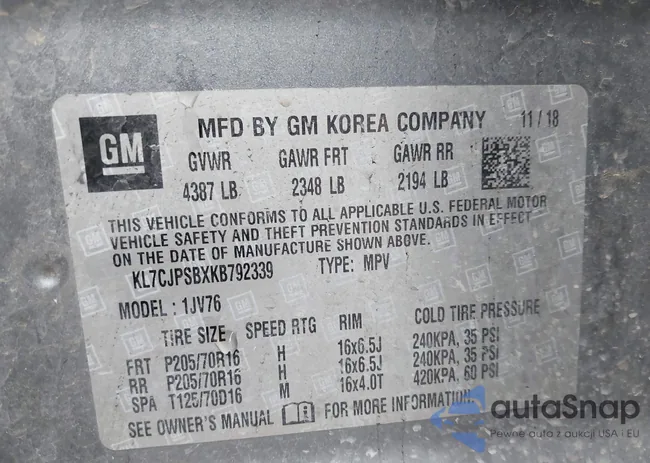 GM
MFD BY GM KOREA COMPANY 11 / 18
GVWR GAWR FRT GAWR RR
4387 LB 2348 LB 2194 LB
THIS VEHICLE CONFORMS TO ALL APPLICABLE U.S. FEDERAL MOTOR
VEHICLE SAFETY AND THEFT PREVENTION STANDARDS IN EFFECT
ON THE DATE OF MANUFACTURE SHOWN ABOVE.
KL7CJPSBXKB792339 TYPE: MPV
MODEL : 1JV76
TIRE SIZE SPEED RTG RIM COLD TIRE PRESSURE
FRT P205/70R16 H 16x6.5J 240KPA, 35 PSI
RR P205/70R16 H 16x6.5J 240KPA, 35 PSI
SPA T125/70D16 M 16x4.0T 420KPA, 60 PSI
SEE OWNER'S MANUAL FOR MORE INFORMATION
autaSnap
Pewne auta z aukcji USA i EU